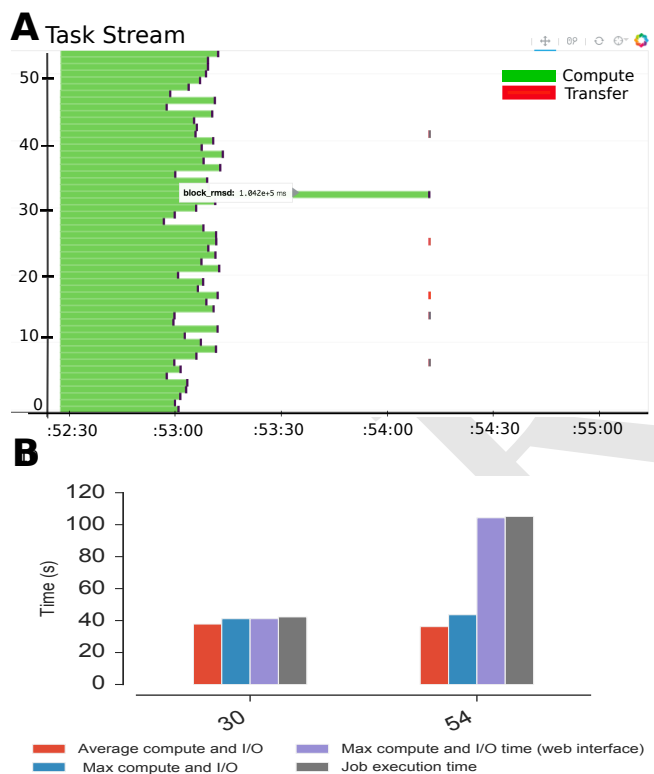 A Task Stream
Compute
Transfer
50
40
block_rmsd: 1.042e+5 ms
30
20
10
0
:52:30 :53:00 :53:30 :54:00 :54:30 :55:00
B
120
100
80
60
40
20
0
Time (s)
30 54
Average compute and I/O Max compute and I/O time (web interface)
Max compute and I/O Job execution time